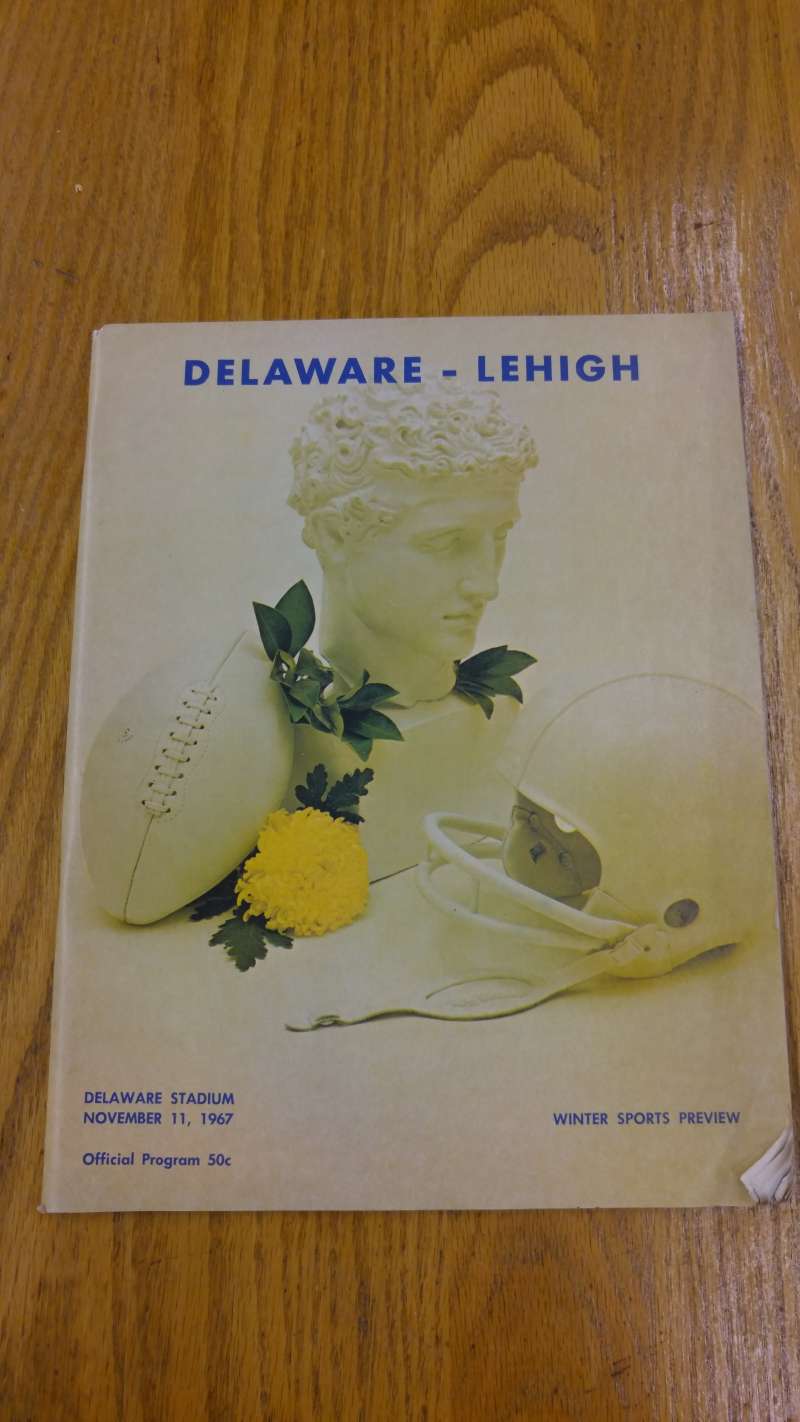 DELAWARE - LEHIGH
DELAWARE STADIUM
NOVEMBER 11, 1967
Official Program 50c
WINTER SPORTS PREVIEW